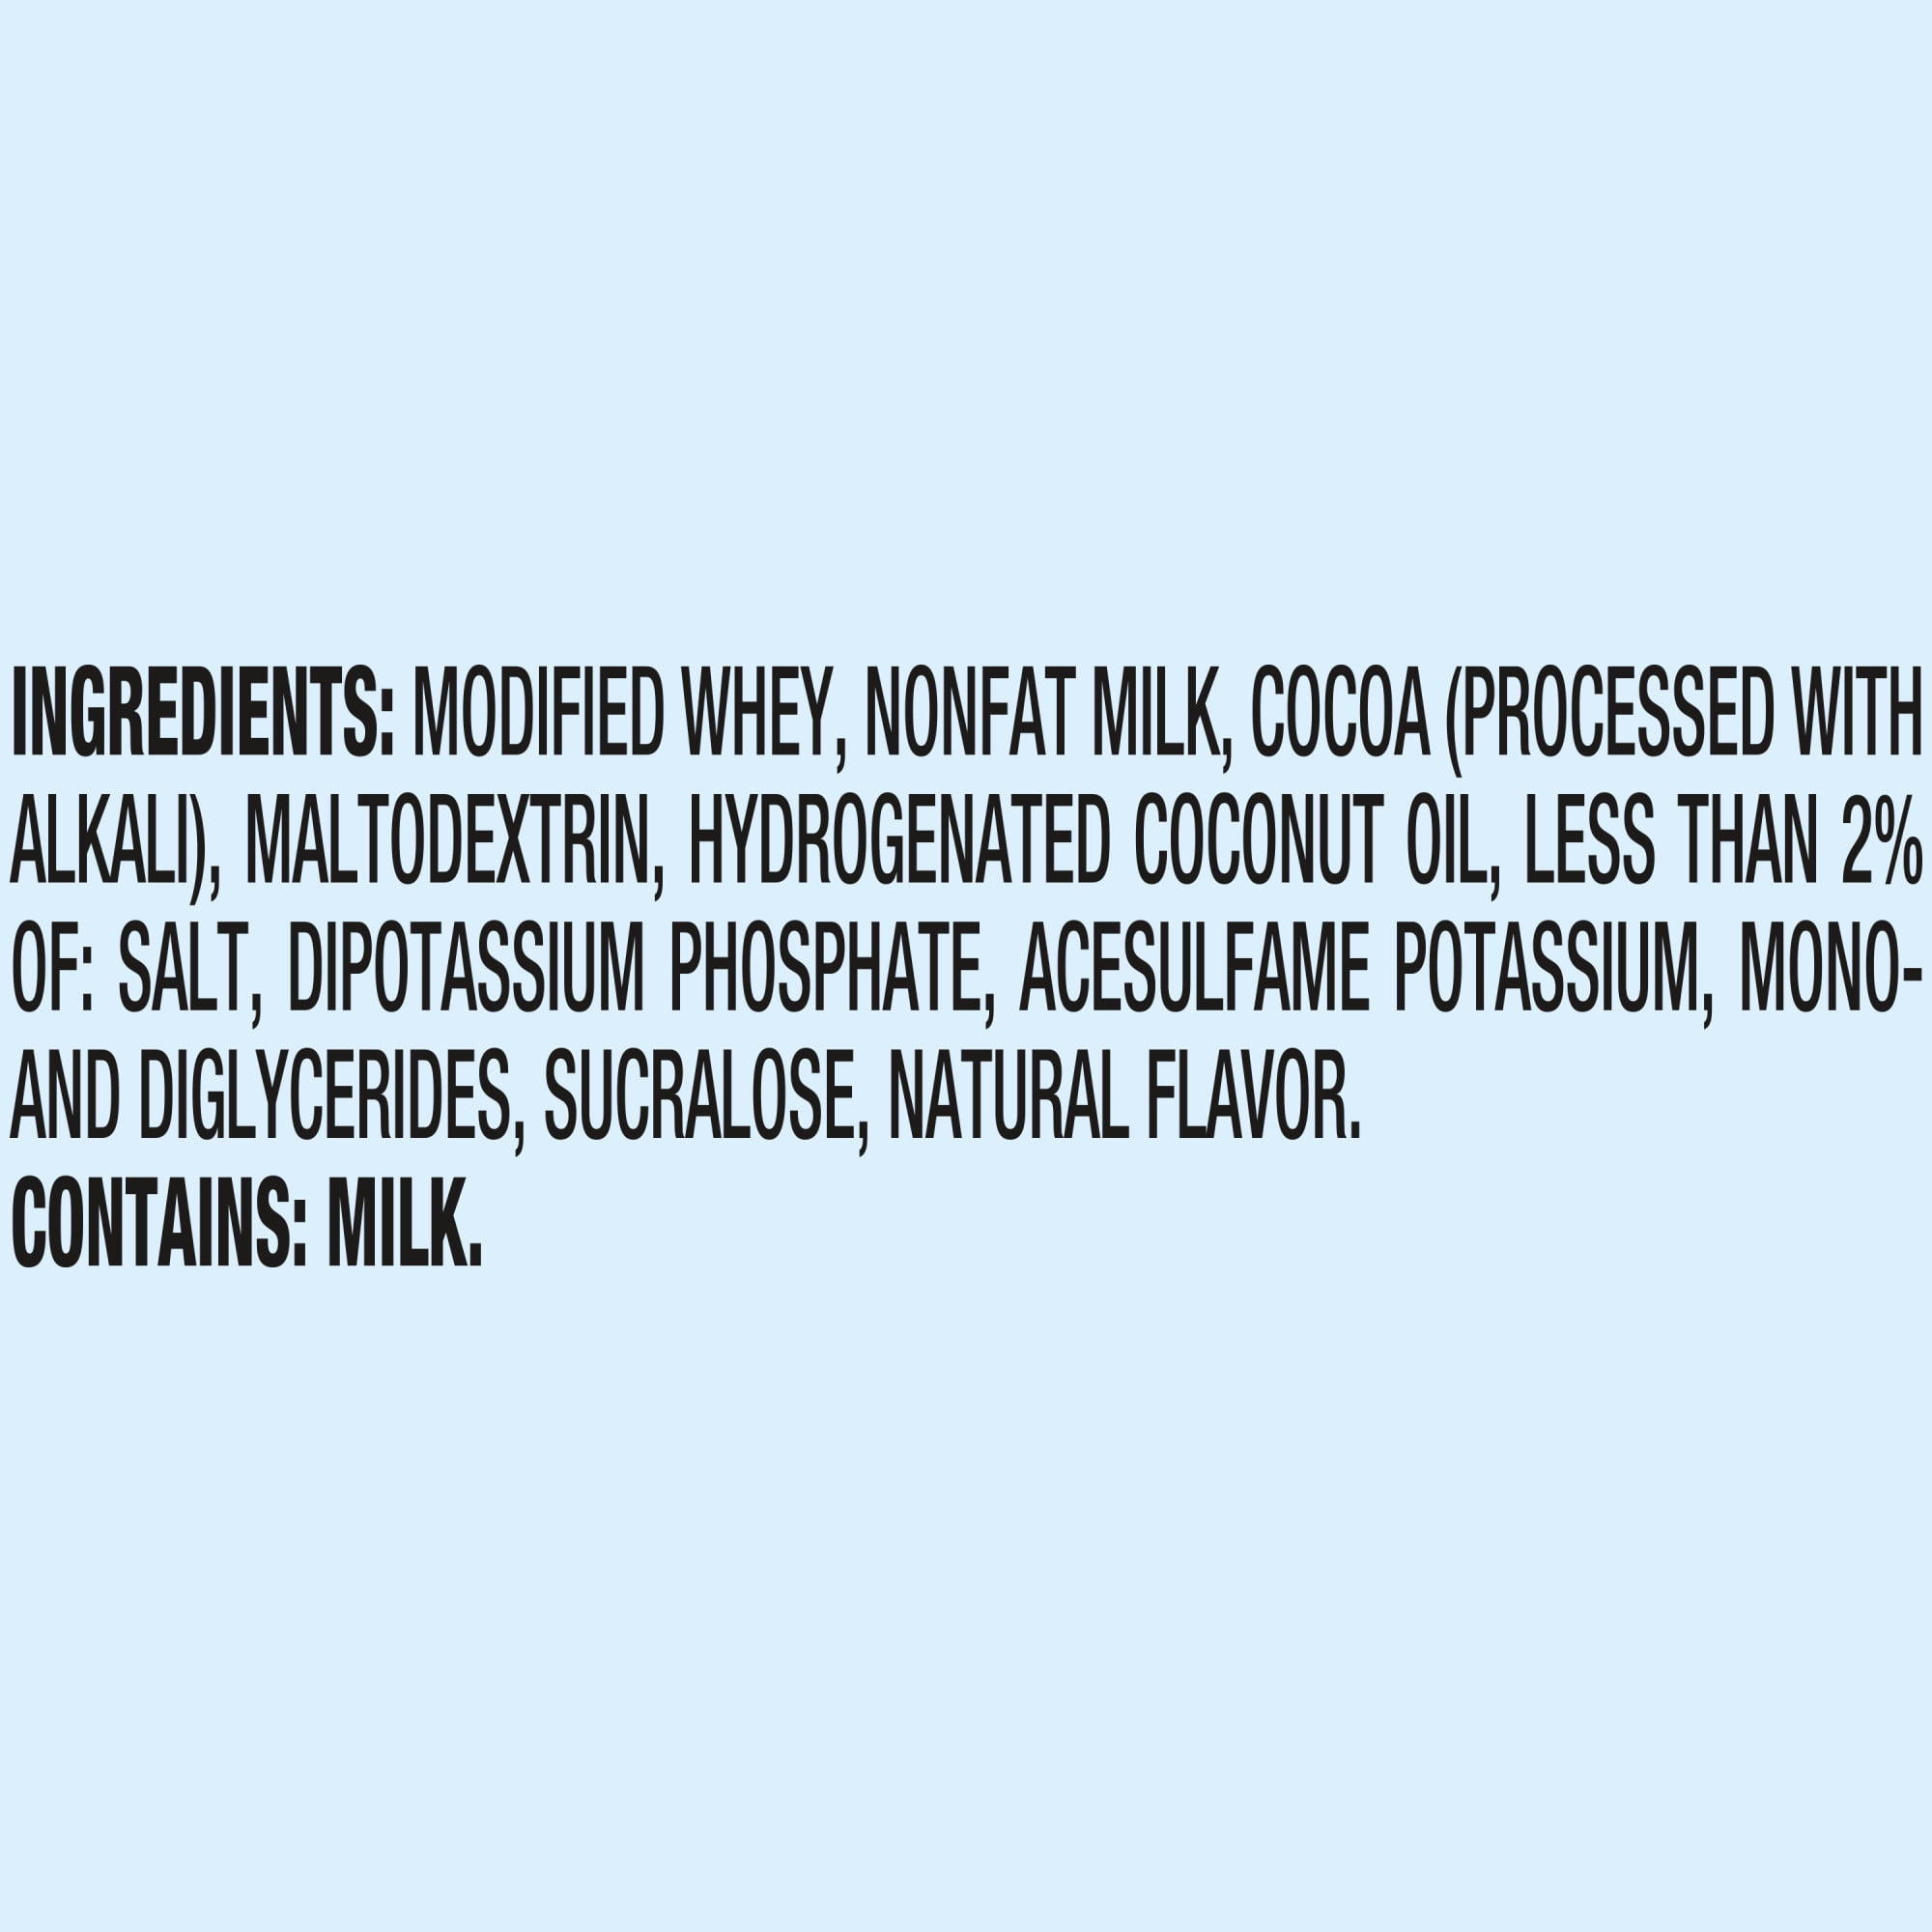 INGREDIENTS: MODIFIED WHEY, NONFAT MILK, COCOA (PROCESSED WITH
ALKALI), MALTODEXTRIN, HYDROGENATED COCONUT OIL, LESS THAN 2%
OF: SALT, DIPOTASSIUM PHOSPHATE, ACESULFAME POTASSIUM, MONO-
AND DIGLYCERIDES, SUCRALOSE, NATURAL FLAVOR.
CONTAINS: MILK.